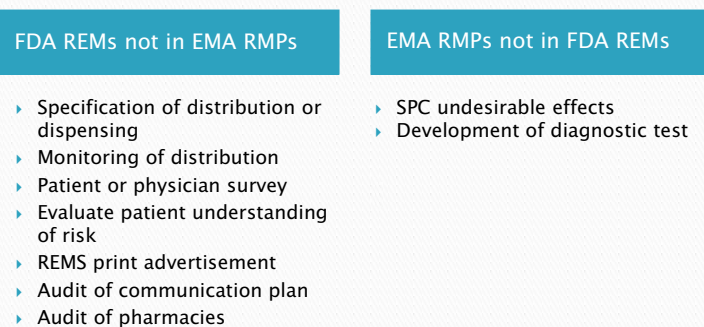 FDA REMs not in EMA RMPs
Specification of distribution or
dispensing
Monitoring of distribution
Patient or physician survey
Evaluate patient understanding
of risk
REMS print advertisement
Audit of communication plan
Audit of pharmacies
EMA RMPs not in FDA REMs
SPC undesirable effects
Development of diagnostic test